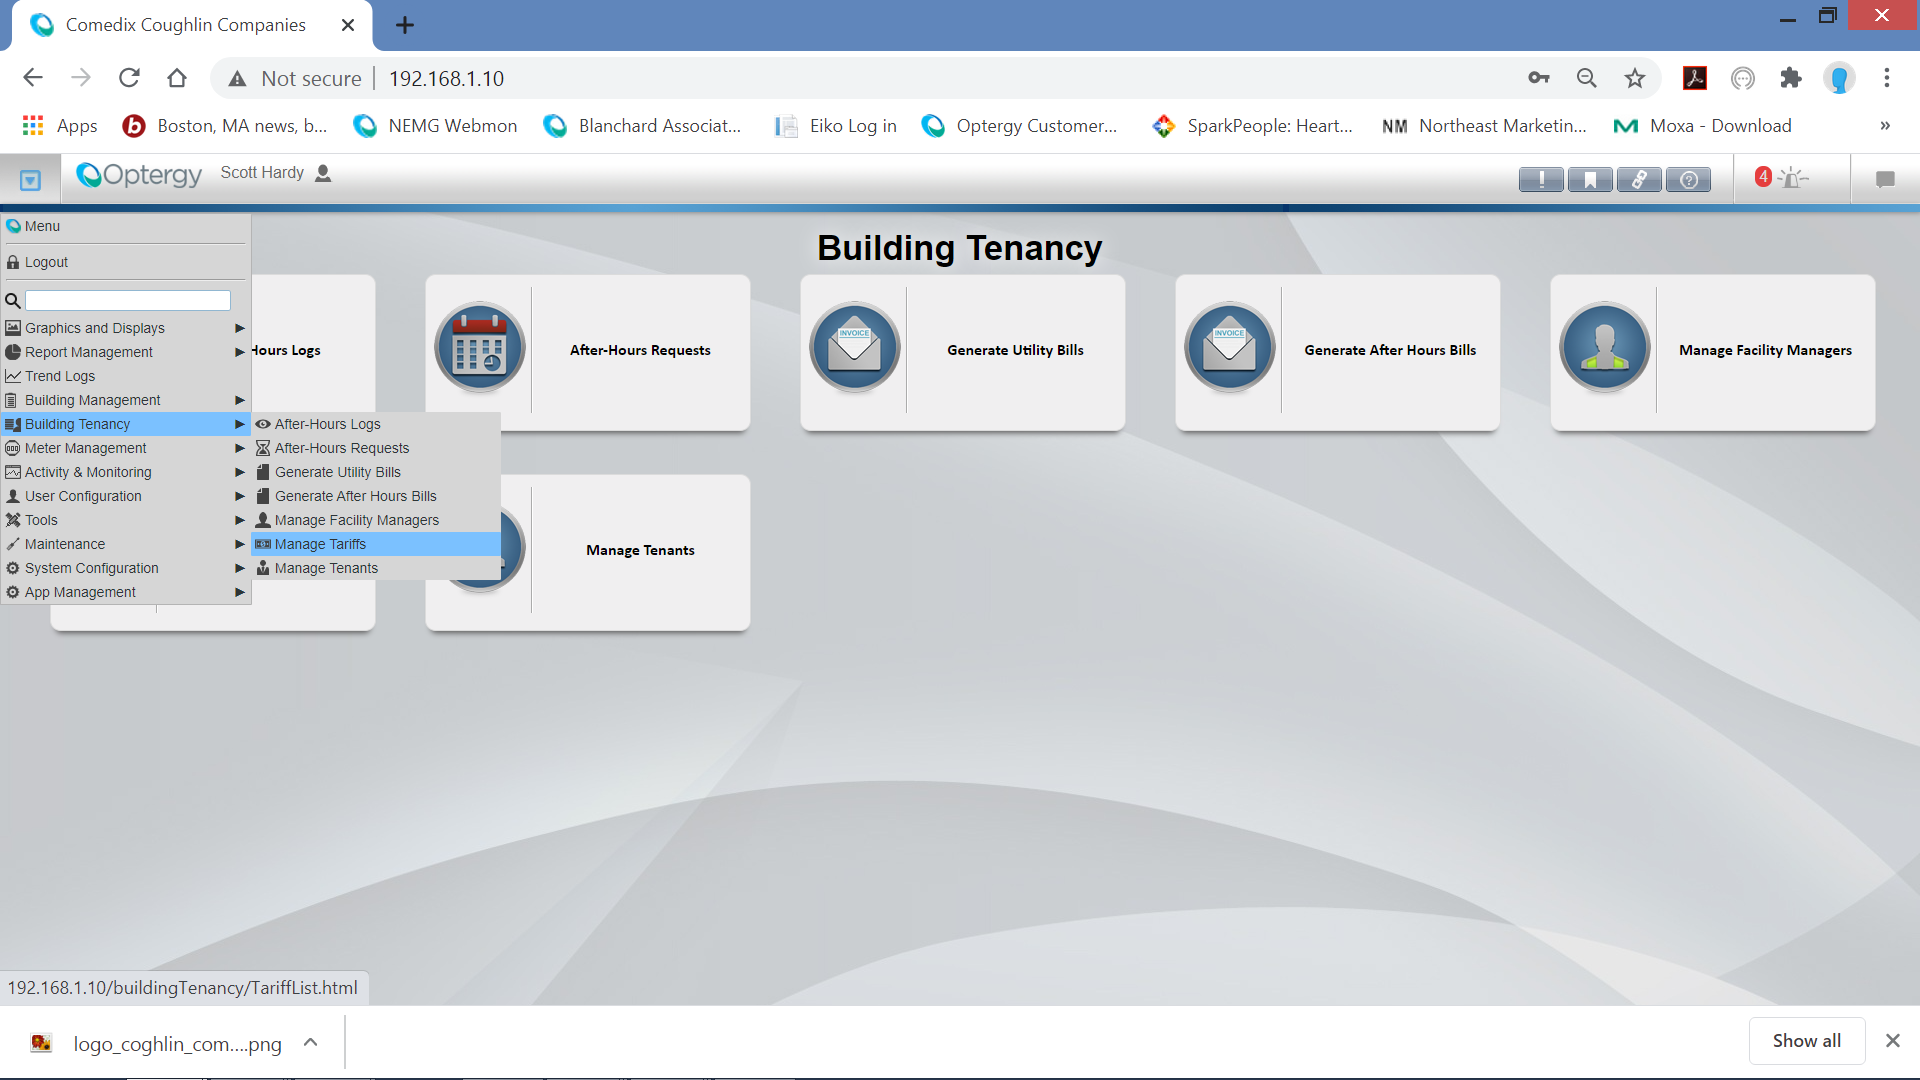 Comedix Coughlin Companies
Not secure 192.168.1.10
Apps Boston, MA news, b... NEMG Webmon Blanchard Associat... Eiko Log in Optergy Customer... SparkPeople: Heart... NM Northeast Marketin... Moxa - Download »
Optergy Scott Hardy 4
Menu
Building Tenancy
Logout
Graphics and Displays
Report Management
Trend Logs
Building Management
Building Tenancy
Meter Management
Activity & Monitoring
User Configuration
Tools
Maintenance
System Configuration
App Management
After-Hours Logs
After-Hours Requests
Generate Utility Bills
Generate After Hours Bills
Manage Facility Managers
Manage Tariffs
Manage Tenants
Hours Logs
After-Hours Requests
INVOICE
Generate Utility Bills
INVOICE
Generate After Hours Bills
Manage Facility Managers
Manage Tenants
192.168.1.10/buildingTenancy/TariffList.html
logo_coghlin_com....png
Show all